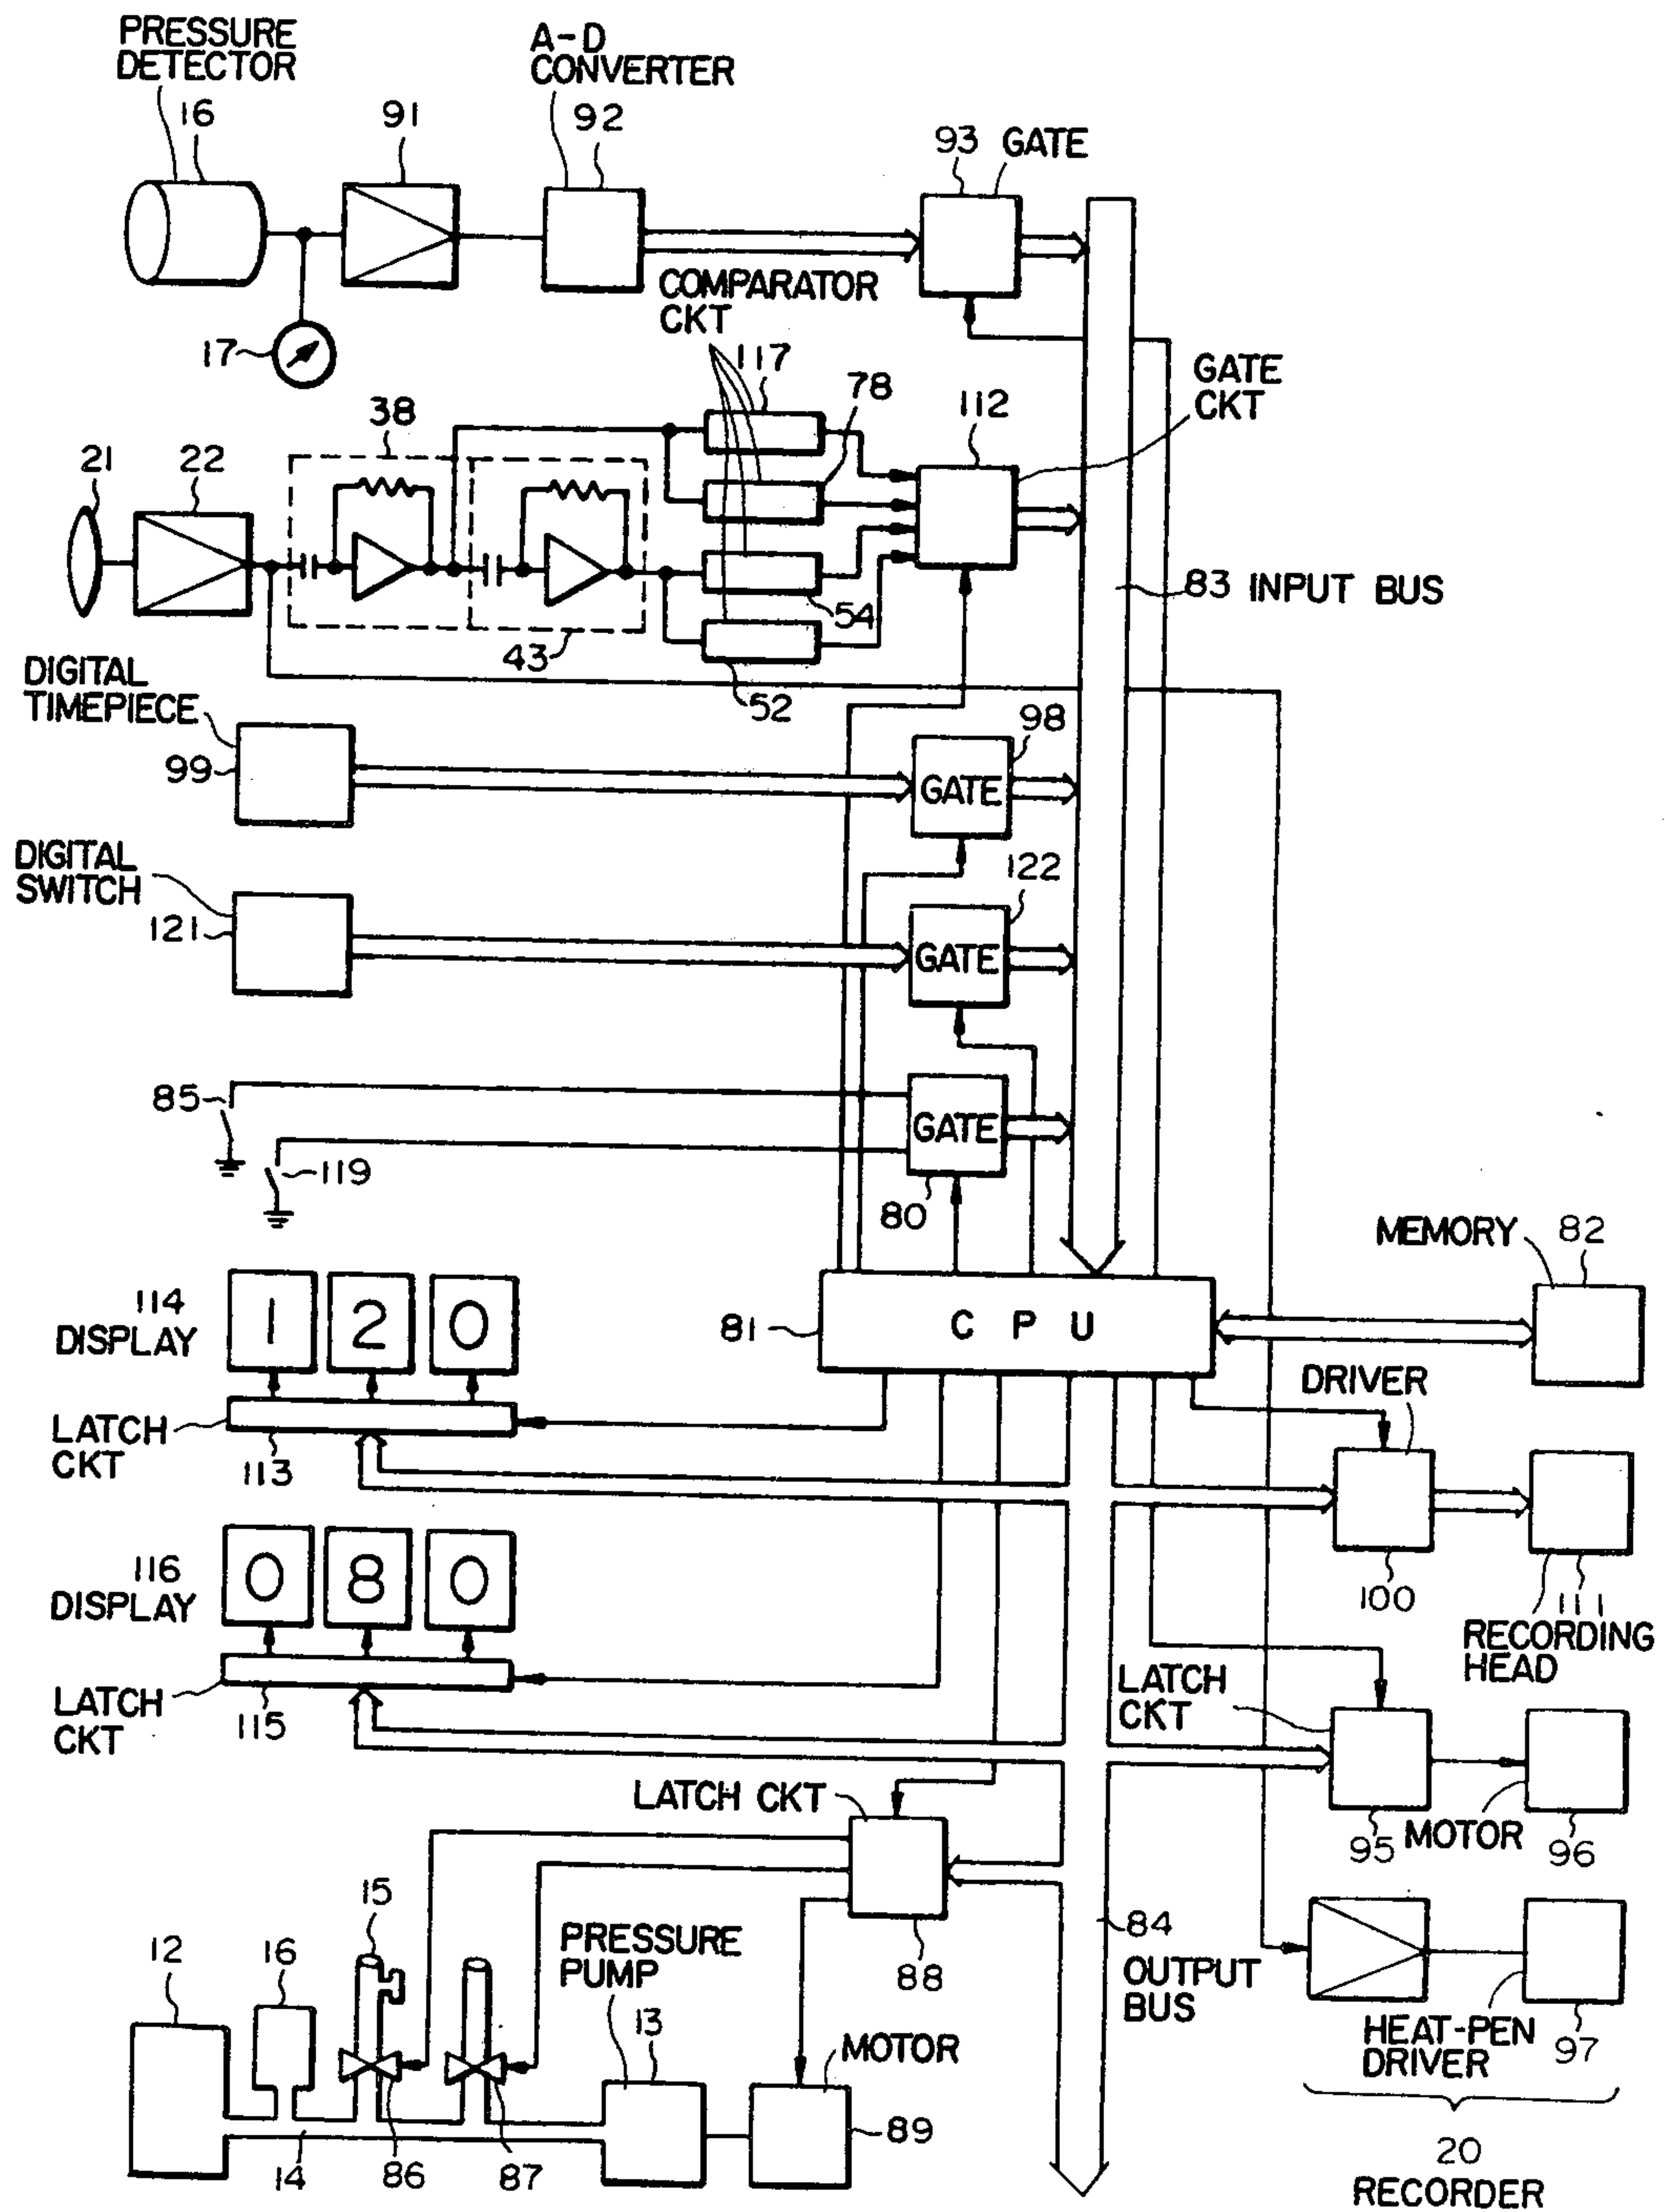 PRESSURE
DETECTOR
16
91
A-D
CONVERTER
92
93 GATE
17
COMPARATOR
CKT
117
78
112
GATE
CKT
38
21
22
43
54
52
83 INPUT BUS
DIGITAL
TIMEPIECE
99
98
GATE
DIGITAL
SWITCH
121
122
GATE
85
119
GATE
80
MEMORY 82
114
DISPLAY
1 2 0
81
C P U
DRIVER
LATCH
CKT
113
116
DISPLAY
0 8 0
100
111
RECORDING
HEAD
LATCH
CKT
115
LATCH
CKT
LATCH CKT
95 MOTOR 96
88
84
OUTPUT
BUS
12
16
15
PRESSURE
PUMP
13
MOTOR
89
14
86
87
HEAT-PEN
DRIVER
97
20
RECORDER